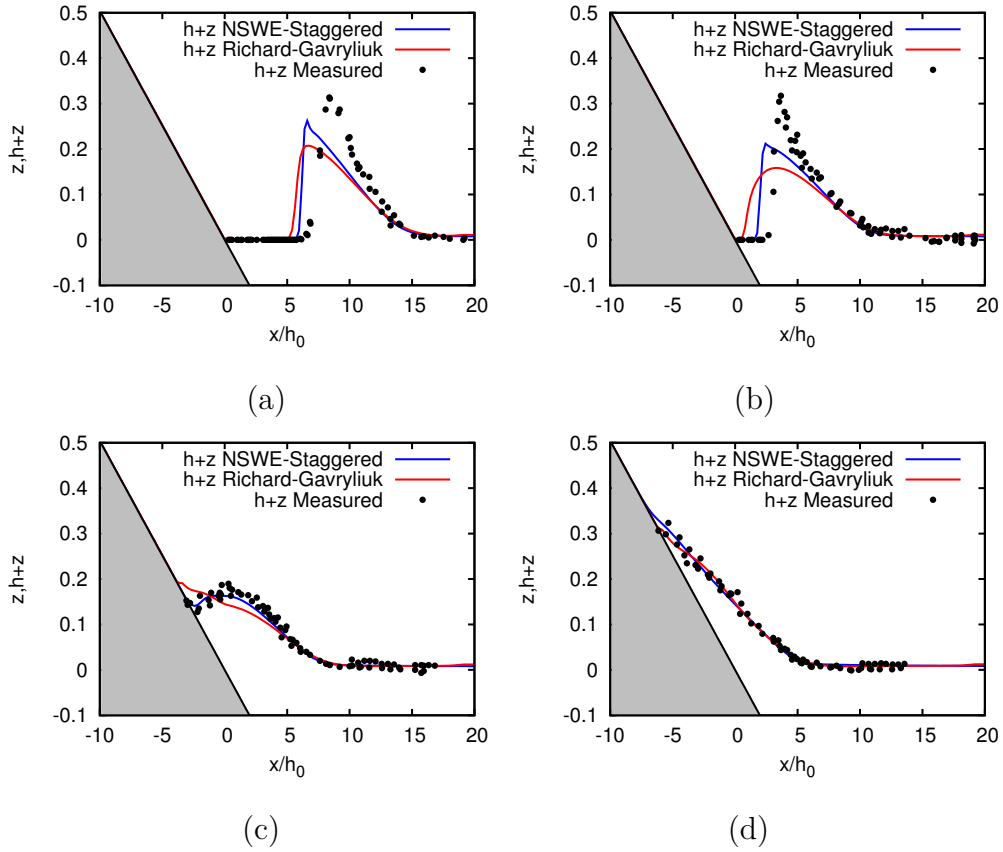 0.5
0.4
0.3
0.2
0.1
0
-0.1
z,h+z
h+z NSWE-Staggered
h+z Richard-Gavryliuk
h+z Measured
-10 -5 0 5 10 15 20
x/h0
(a)
0.5
0.4
0.3
0.2
0.1
0
-0.1
z,h+z
h+z NSWE-Staggered
h+z Richard-Gavryliuk
h+z Measured
-10 -5 0 5 10 15 20
x/h0
(b)
0.5
0.4
0.3
0.2
0.1
0
-0.1
z,h+z
h+z NSWE-Staggered
h+z Richard-Gavryliuk
h+z Measured
-10 -5 0 5 10 15 20
x/h0
(c)
0.5
0.4
0.3
0.2
0.1
0
-0.1
z,h+z
h+z NSWE-Staggered
h+z Richard-Gavryliuk
h+z Measured
-10 -5 0 5 10 15 20
x/h0
(d)